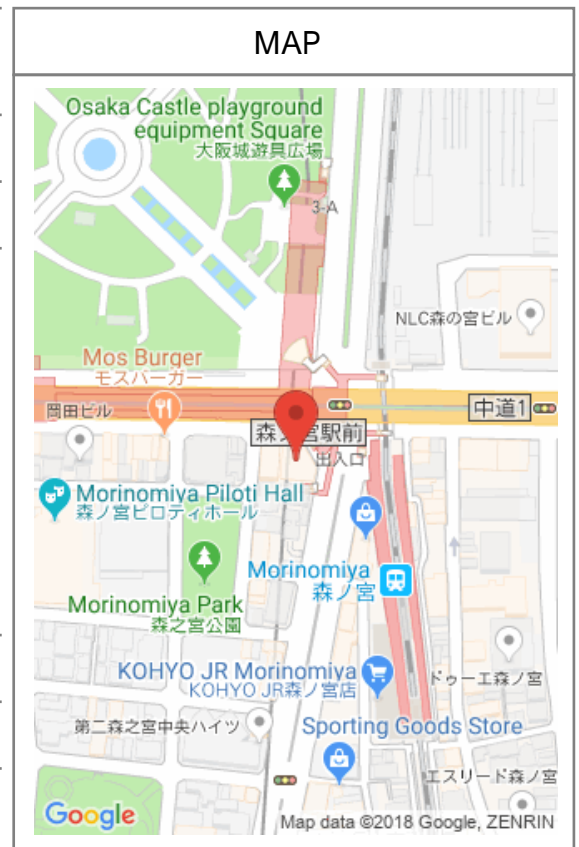 MAP
Osaka Castle playground
equipment Square
大阪城遊具広場
3-A
NLC森の宮ビル
Mos Burger
モスバーガー
岡田ビル
中道1
森ノ宮駅前
出入口
Morinomiya Piloti Hall
森ノ宮ピロティホール
Morinomiya
森ノ宮
Morinomiya Park
森之宮公園
KOHYO JR Morinomiya
KOHYO JR森ノ宮店
ドゥーエ森ノ宮
第二森之宮中央ハイツ
Sporting Goods Store
エスリード森ノ宮
Google
Map data ©2018 Google, ZENRIN